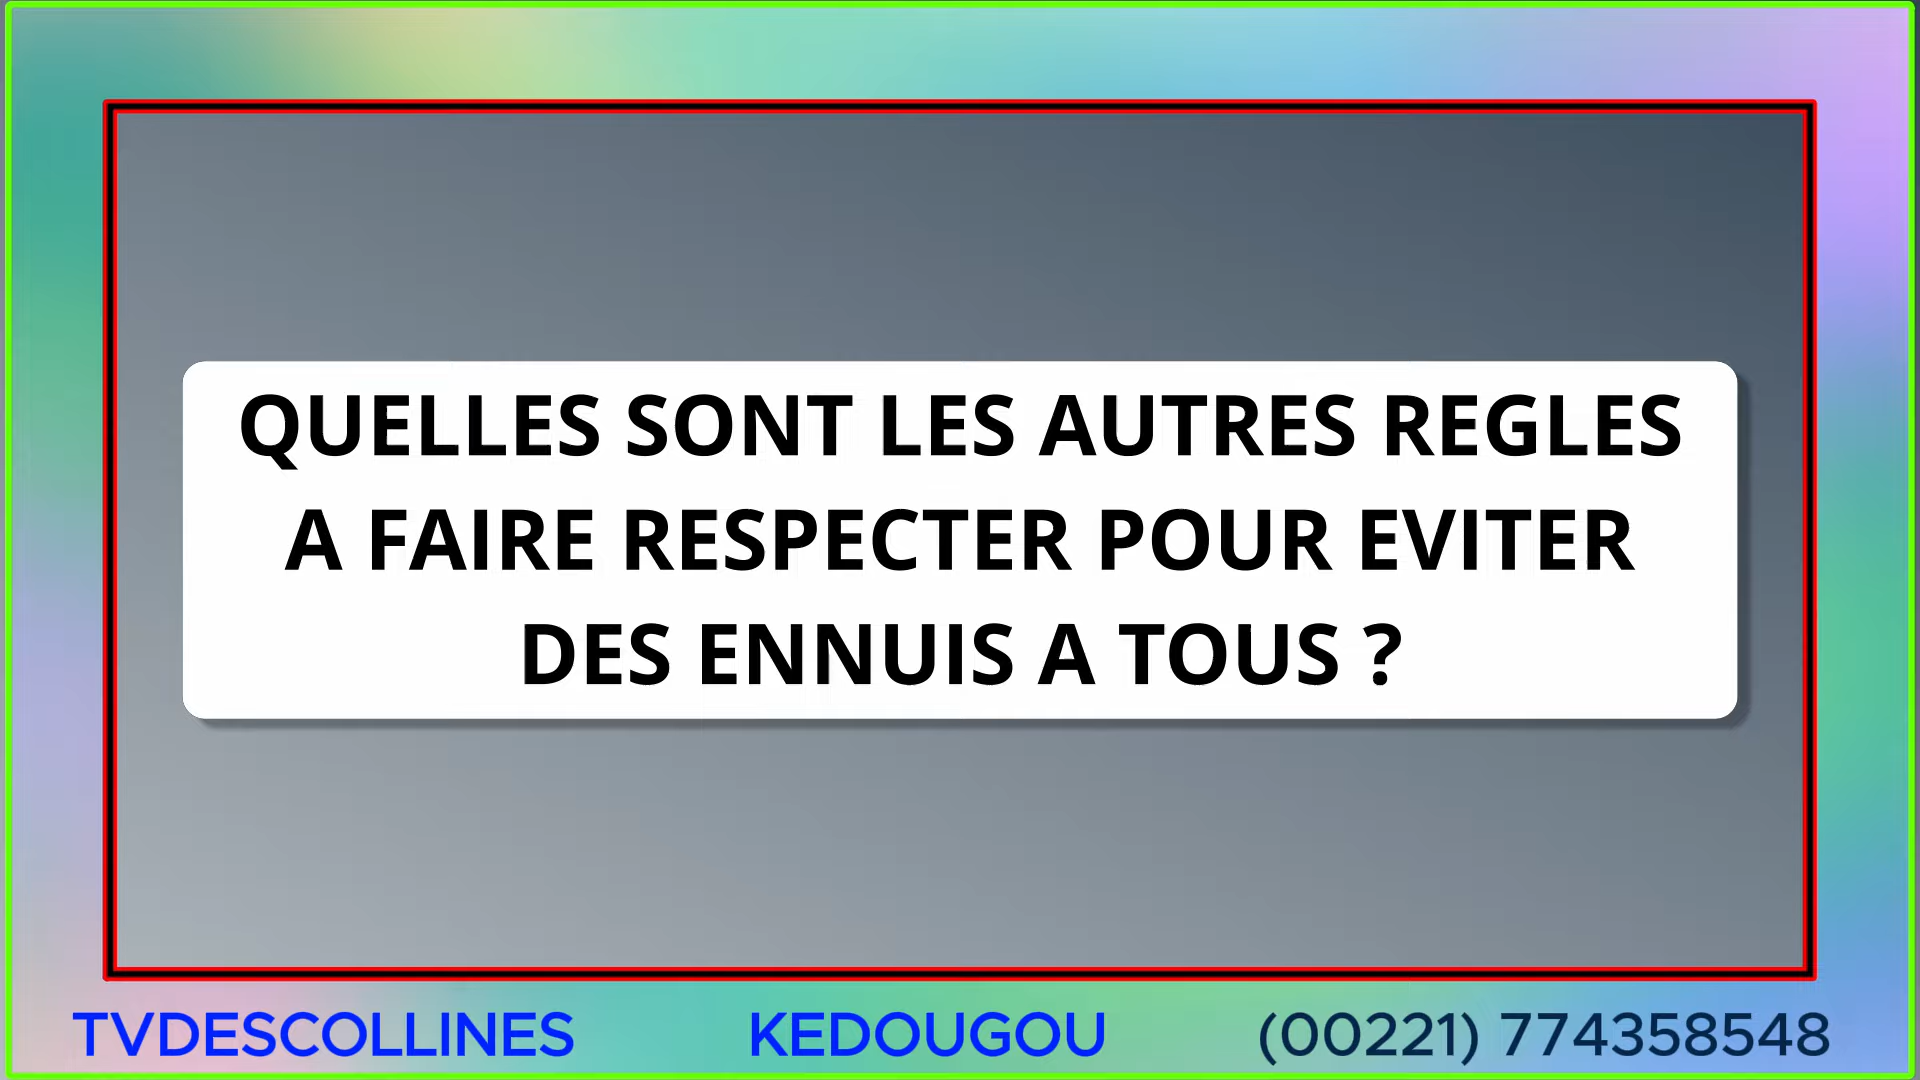 QUELLES SONT LES AUTRES REGLES
A FAIRE RESPECTER POUR EVITER
DES ENNUIS A TOUS ?
TVDESCOLLINES KEDOUGOU (00221) 774358548